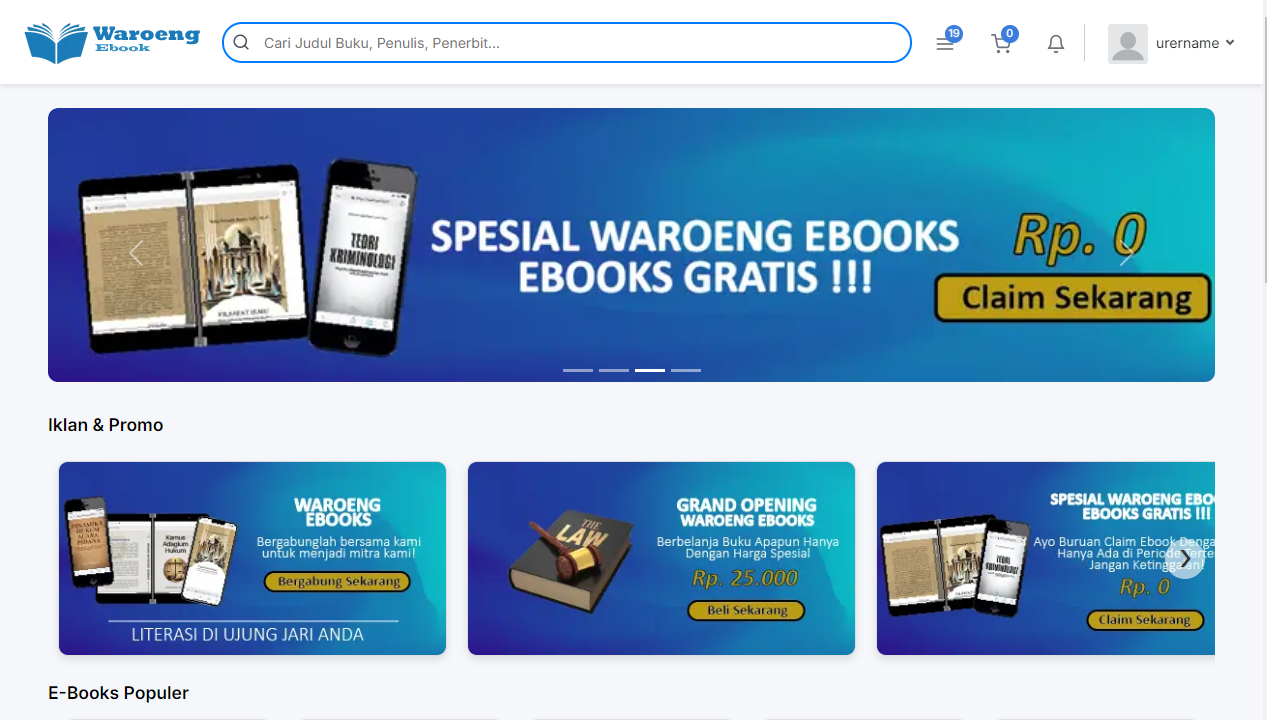 Waroeng
Ebook
Cari Judul Buku, Penulis, Penerbit...
19
0
urername
TEORI
KRIMINOLOGI
SPESIAL WAROENG EBOOKS
EBOOKS GRATIS !!!
Rp. 0
Claim Sekarang
Iklan & Promo
DINAMIKA
HUKUM
ACARA
PIDANA
Kamus
Adagium
Hukum
WAROENG
EBOOKS
Bergabunglah bersama kami
untuk menjadi mitra kami!
Bergabung Sekarang
LITERASI DI UJUNG JARI ANDA
THE
LAW
GRAND OPENING
WAROENG EBOOKS
Berbelanja Buku Apapun Hanya
Dengan Harga Spesial
Rp. 25.000
Beli Sekarang
SPESIAL WAROENG EBO
EBOOKS GRATIS !!!
Ayo Buruan Claim Ebook Denga
Hanya Ada di Periode Terte
Jangan Ketinggalan!
Rp. 0
Claim Sekarang
E-Books Populer